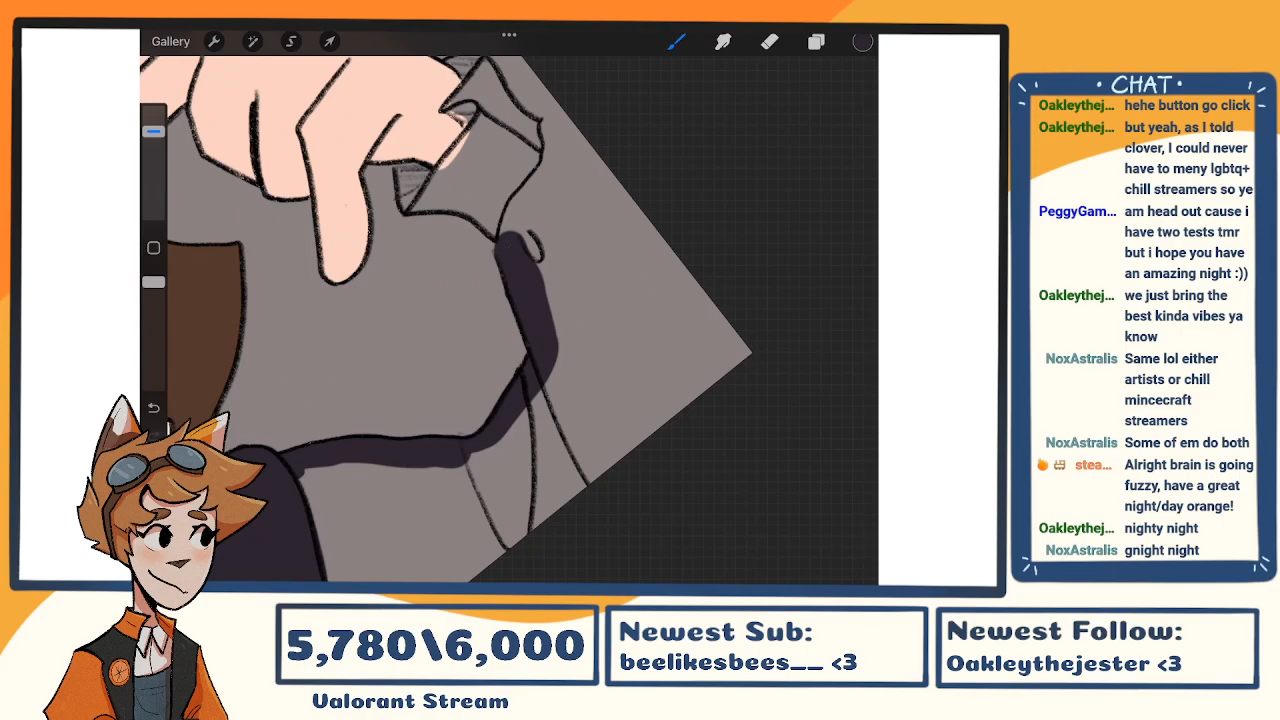 Gallery
CHAT
Oakleythej... hehe button go click
Oakleythej... but yeah, as I told
clover, I could never
have to meny lgbtq+
chill streamers so ye
PeggyGam... am head out cause i
have two tests tmr
but i hope you have
an amazing night :))
Oakleythej... we just bring the
best kinda vibes ya
know
NoxAstralis Same lol either
artists or chill
mincecraft
streamers
NoxAstralis Some of em do both
stea... Alright brain is going
fuzzy, have a great
night/day orange!
Oakleythej... nighty night
NoxAstralis gnight night
5,780\6,000
Valorant Stream
Newest Sub:
beelikesbees__ <3
Newest Follow:
Oakleythejester <3